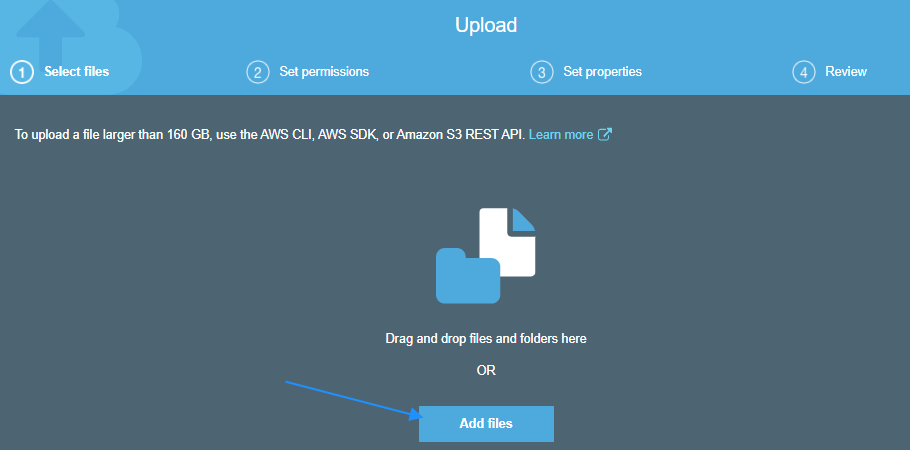 Upload
1 Select files
2 Set permissions
3 Set properties
4 Review
To upload a file larger than 160 GB, use the AWS CLI, AWS SDK, or Amazon S3 REST API. Learn more
Drag and drop files and folders here
OR
Add files